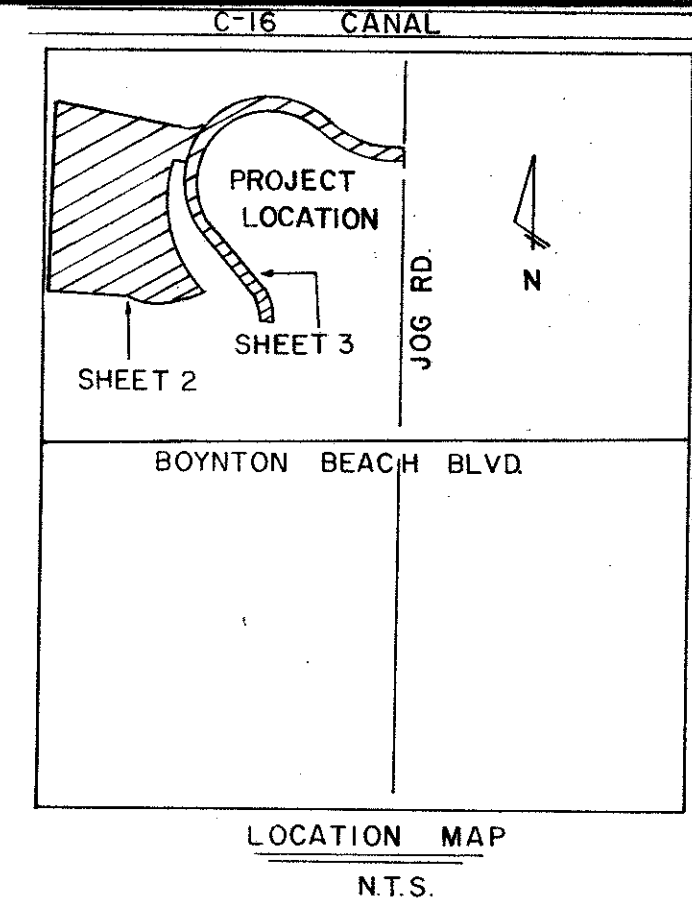 C-16 CANAL
PROJECT
LOCATION
JOG RD.
N
SHEET 3
SHEET 2
BOYNTON BEACH BLVD.
LOCATION MAP
N.T.S.